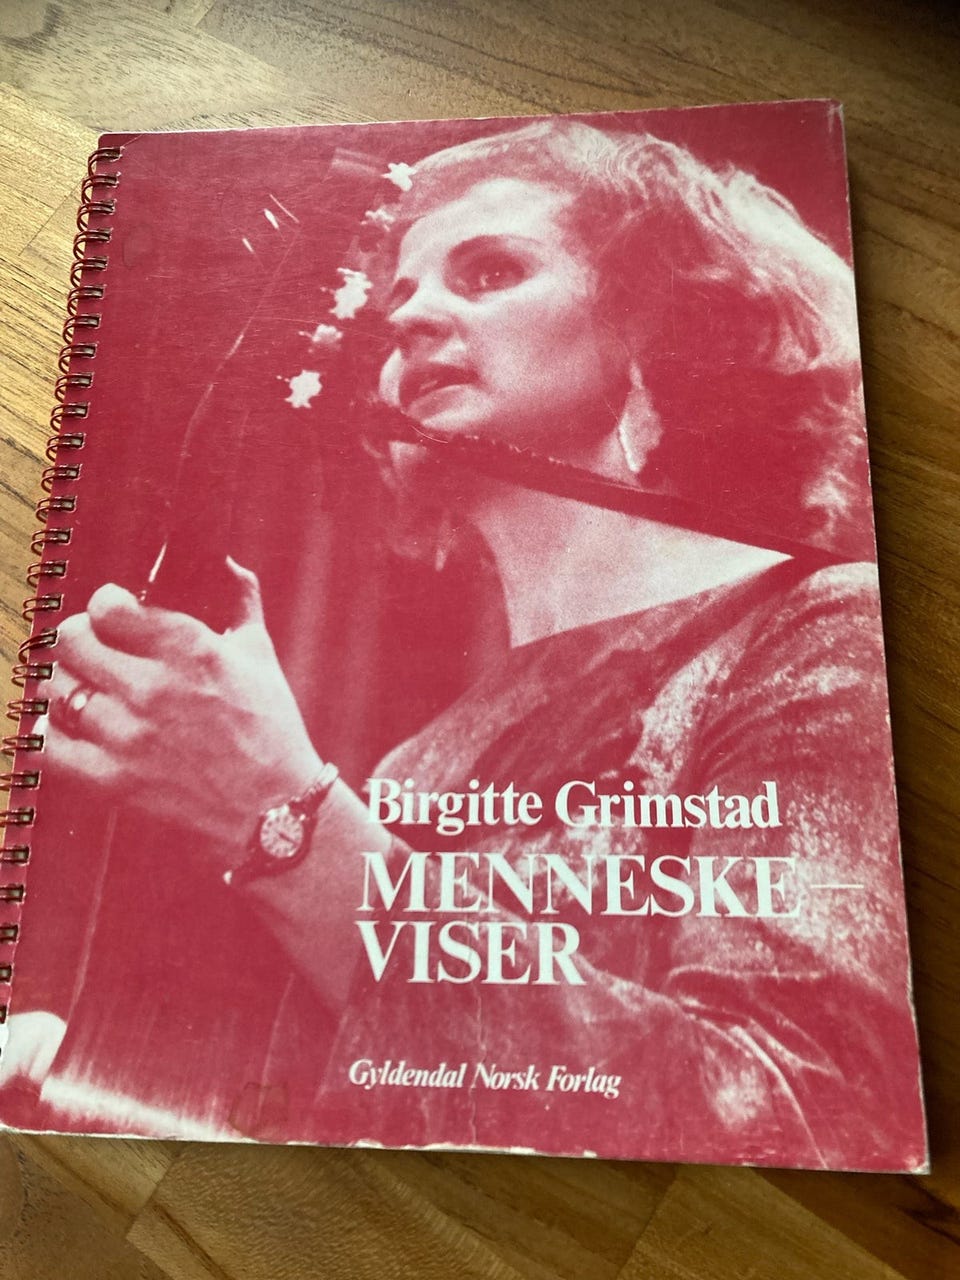 Birgitte Grimstad
MENNESKE–
VISER
Gyldendal Norsk Forlag